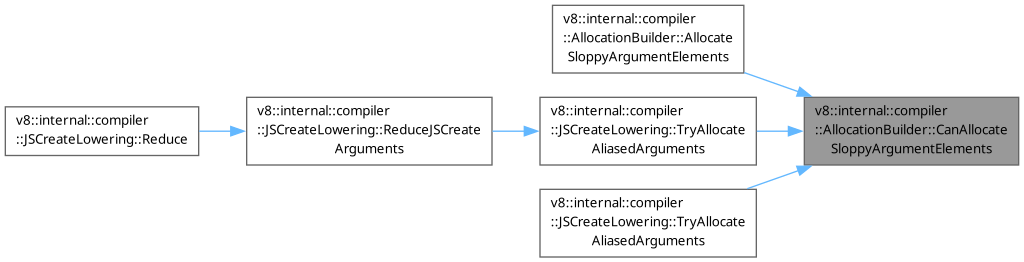 v8::internal::compiler
::AllocationBuilder::Allocate
SloppyArgumentElements
v8::internal::compiler
::JSCreateLowering::Reduce
v8::internal::compiler
::JSCreateLowering::ReduceJSCreate
Arguments
v8::internal::compiler
::JSCreateLowering::TryAllocate
AliasedArguments
v8::internal::compiler
::AllocationBuilder::CanAllocate
SloppyArgumentElements
v8::internal::compiler
::JSCreateLowering::TryAllocate
AliasedArguments